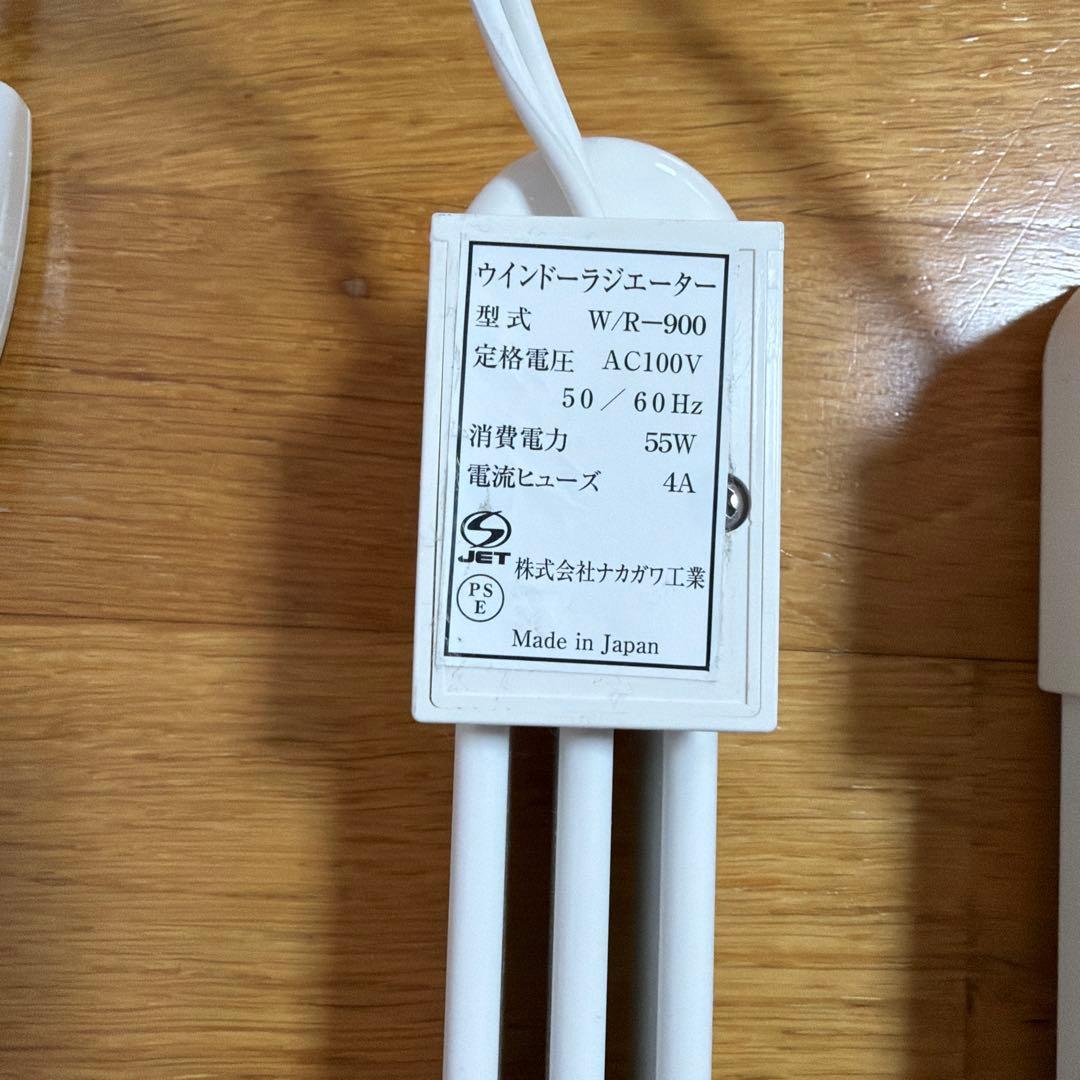 ウインドーラジエーター
型式 W/R－900
定格電圧 AC100V
50／60Hz
消費電力 55W
電流ヒューズ 4A
JET
株式会社ナカガワ工業
PS
E
Made in Japan